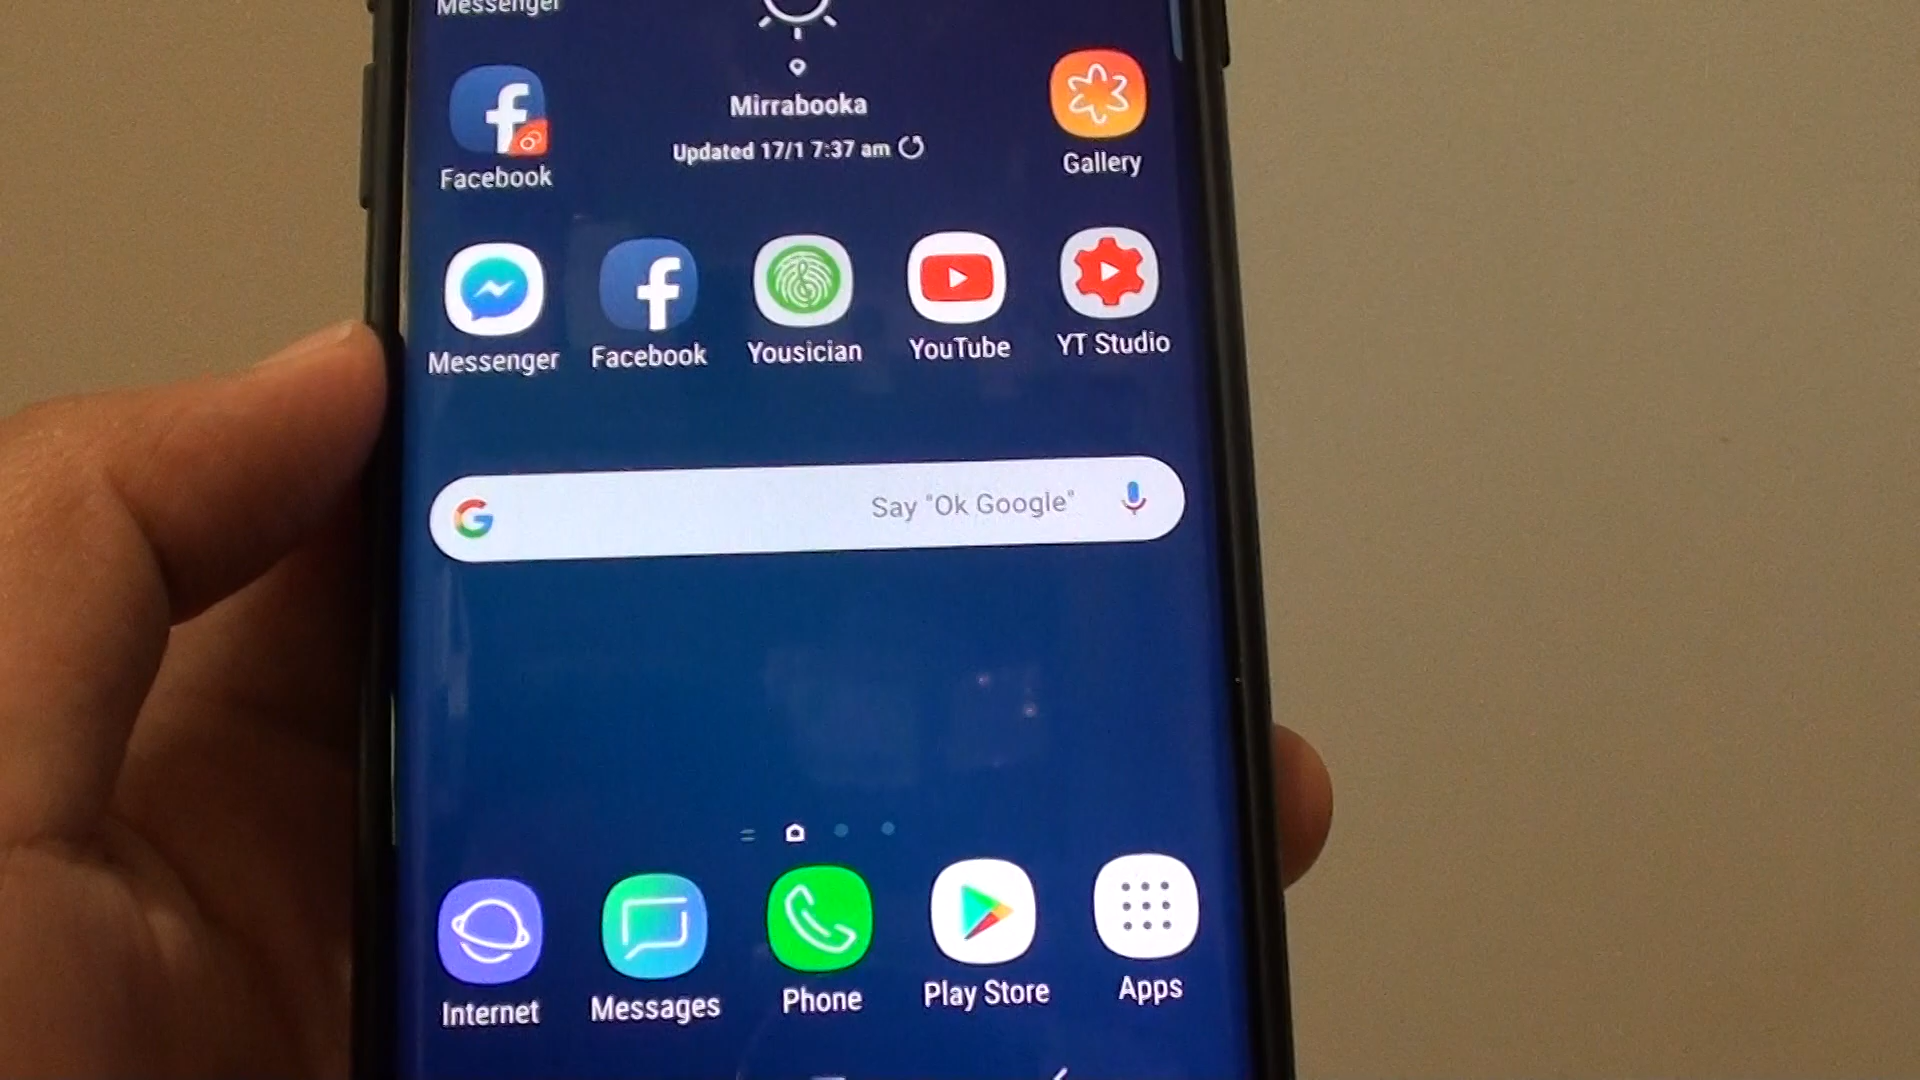 Messenger
Mirrabooka
Updated 17/1 7:37 am
Facebook
Gallery
Messenger
Facebook
Yousician
YouTube
YT Studio
Say "Ok Google"
Internet
Messages
Phone
Play Store
Apps